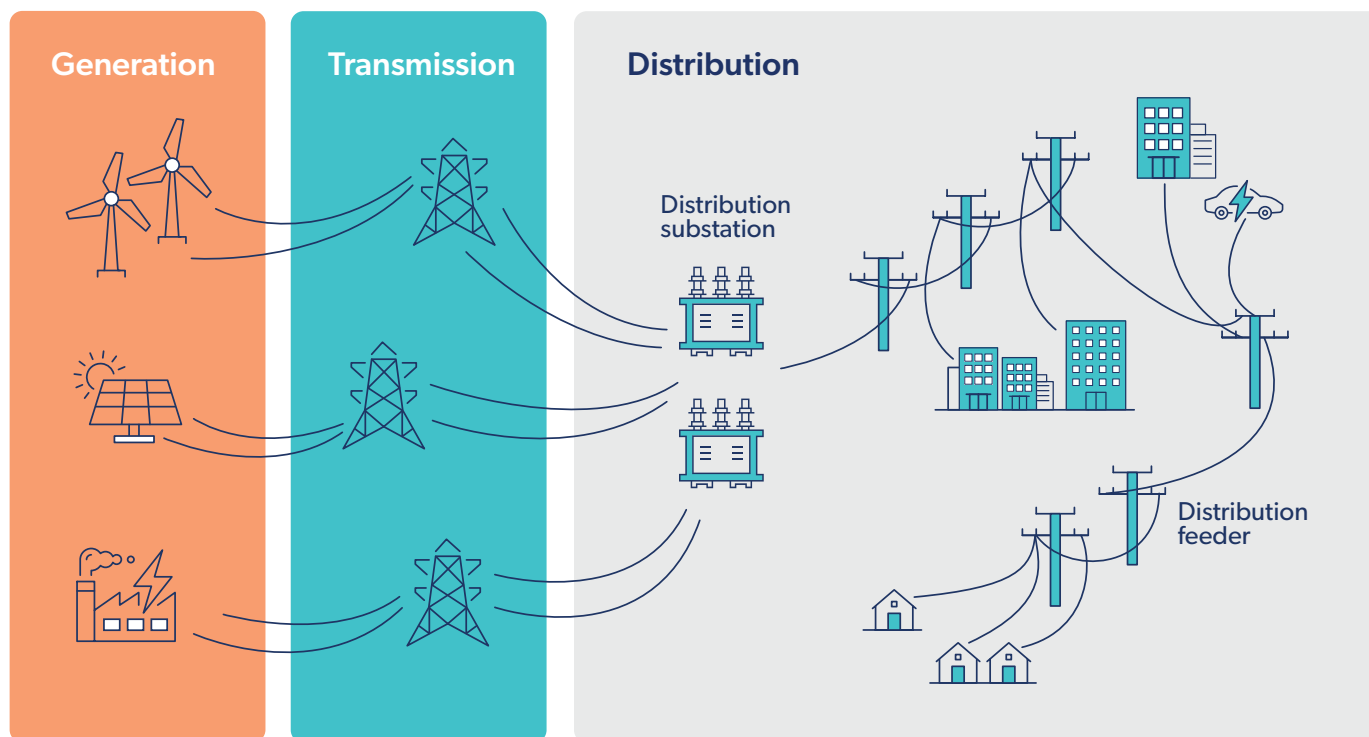 Generation
Transmission
Distribution
Distribution
substation
Distribution
feeder